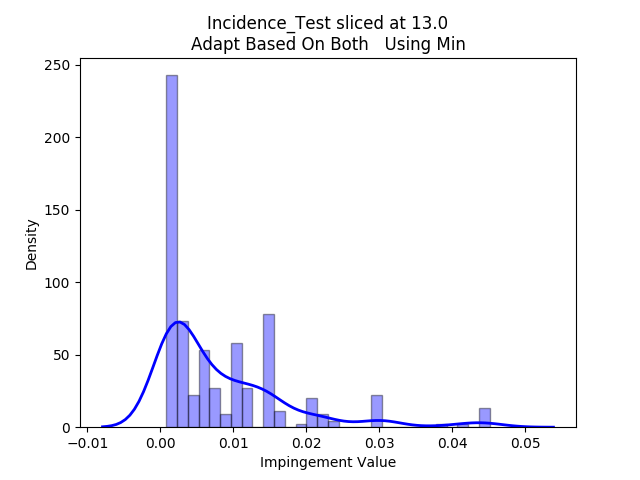 Incidence_Test sliced at 13.0
Adapt Based On Both   Using Min
250
200
150
100
50
0
Density
−0.01 0.00 0.01 0.02 0.03 0.04 0.05
Impingement Value